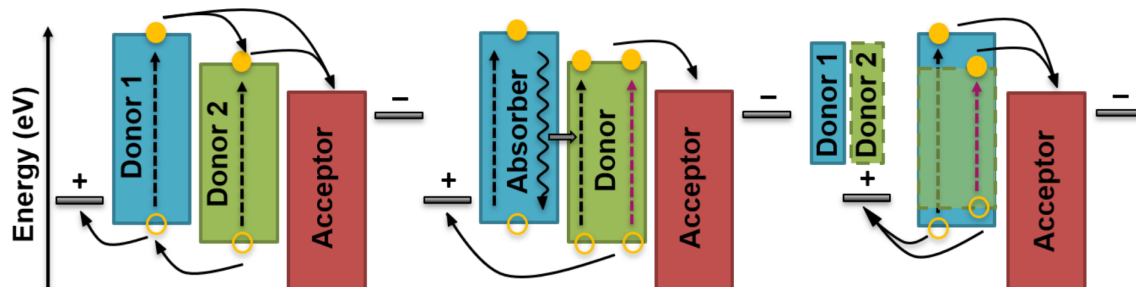 Energy (eV)
+
Donor 1
Donor 2
Acceptor
−
+
Absorber
Donor
Acceptor
−
Donor 1
Donor 2
+
Acceptor
−